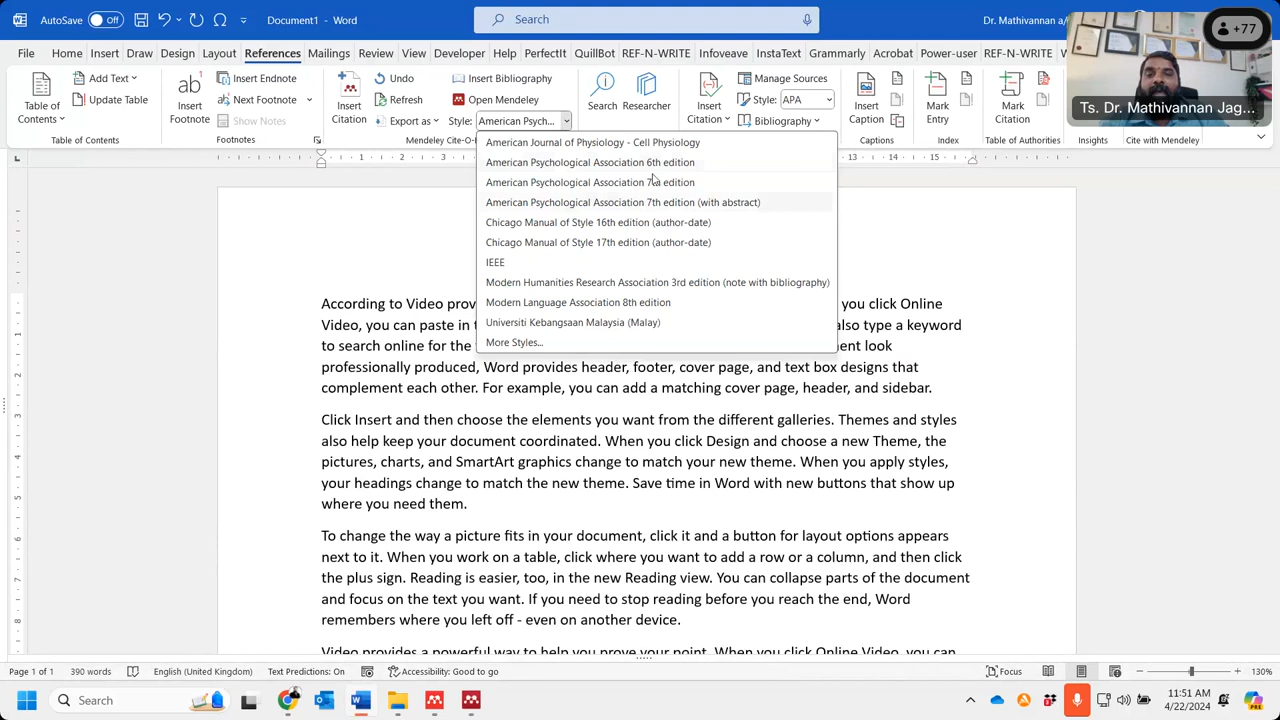 AutoSave Off Document1 - Word Search Dr. Mathivannan a/ +77
File Home Insert Draw Design Layout References Mailings Review View Developer Help PerfectIt QuillBot REF-N-WRITE Infoveave InstaText Grammarly Acrobat Power-user REF-N-WRITE
Ts. Dr. Mathivannan Jag...
Table of Contents
Add Text
Update Table
Table of Contents
ab
Insert Footnote
Insert Endnote
Next Footnote
Show Notes
Footnotes
Insert Citation
Undo
Refresh
Export as
Insert Bibliography
Open Mendeley
Style: American Psych...
Mendeley Cite-O-
Search
Researcher
Insert Citation
Manage Sources
Style: APA
Bibliography
Insert Caption
Captions
Mark Entry
Index
Mark Citation
Table of Authorities
Insights
Cite with Mendeley
American Journal of Physiology - Cell Physiology
American Psychological Association 6th edition
American Psychological Association 7th edition
American Psychological Association 7th edition (with abstract)
Chicago Manual of Style 16th edition (author-date)
Chicago Manual of Style 17th edition (author-date)
IEEE
Modern Humanities Research Association 3rd edition (note with bibliography)
Modern Language Association 8th edition
Universiti Kebangsaan Malaysia (Malay)
More Styles...
According to Video prov you click Online
Video, you can paste in also type a keyword
to search online for the ent look
professionally produced, Word provides header, footer, cover page, and text box designs that
complement each other. For example, you can add a matching cover page, header, and sidebar.
Click Insert and then choose the elements you want from the different galleries. Themes and styles
also help keep your document coordinated. When you click Design and choose a new Theme, the
pictures, charts, and SmartArt graphics change to match your new theme. When you apply styles,
your headings change to match the new theme. Save time in Word with new buttons that show up
where you need them.
To change the way a picture fits in your document, click it and a button for layout options appears
next to it. When you work on a table, click where you want to add a row or a column, and then click
the plus sign. Reading is easier, too, in the new Reading view. You can collapse parts of the document
and focus on the text you want. If you need to stop reading before you reach the end, Word
remembers where you left off - even on another device.
Video provides a powerful way to help you prove your point. When you click Online Video, you can
Page 1 of 1 390 words English (United Kingdom) Text Predictions: On Accessibility: Good to go Focus 130%
Search
11:51 AM
4/22/2024